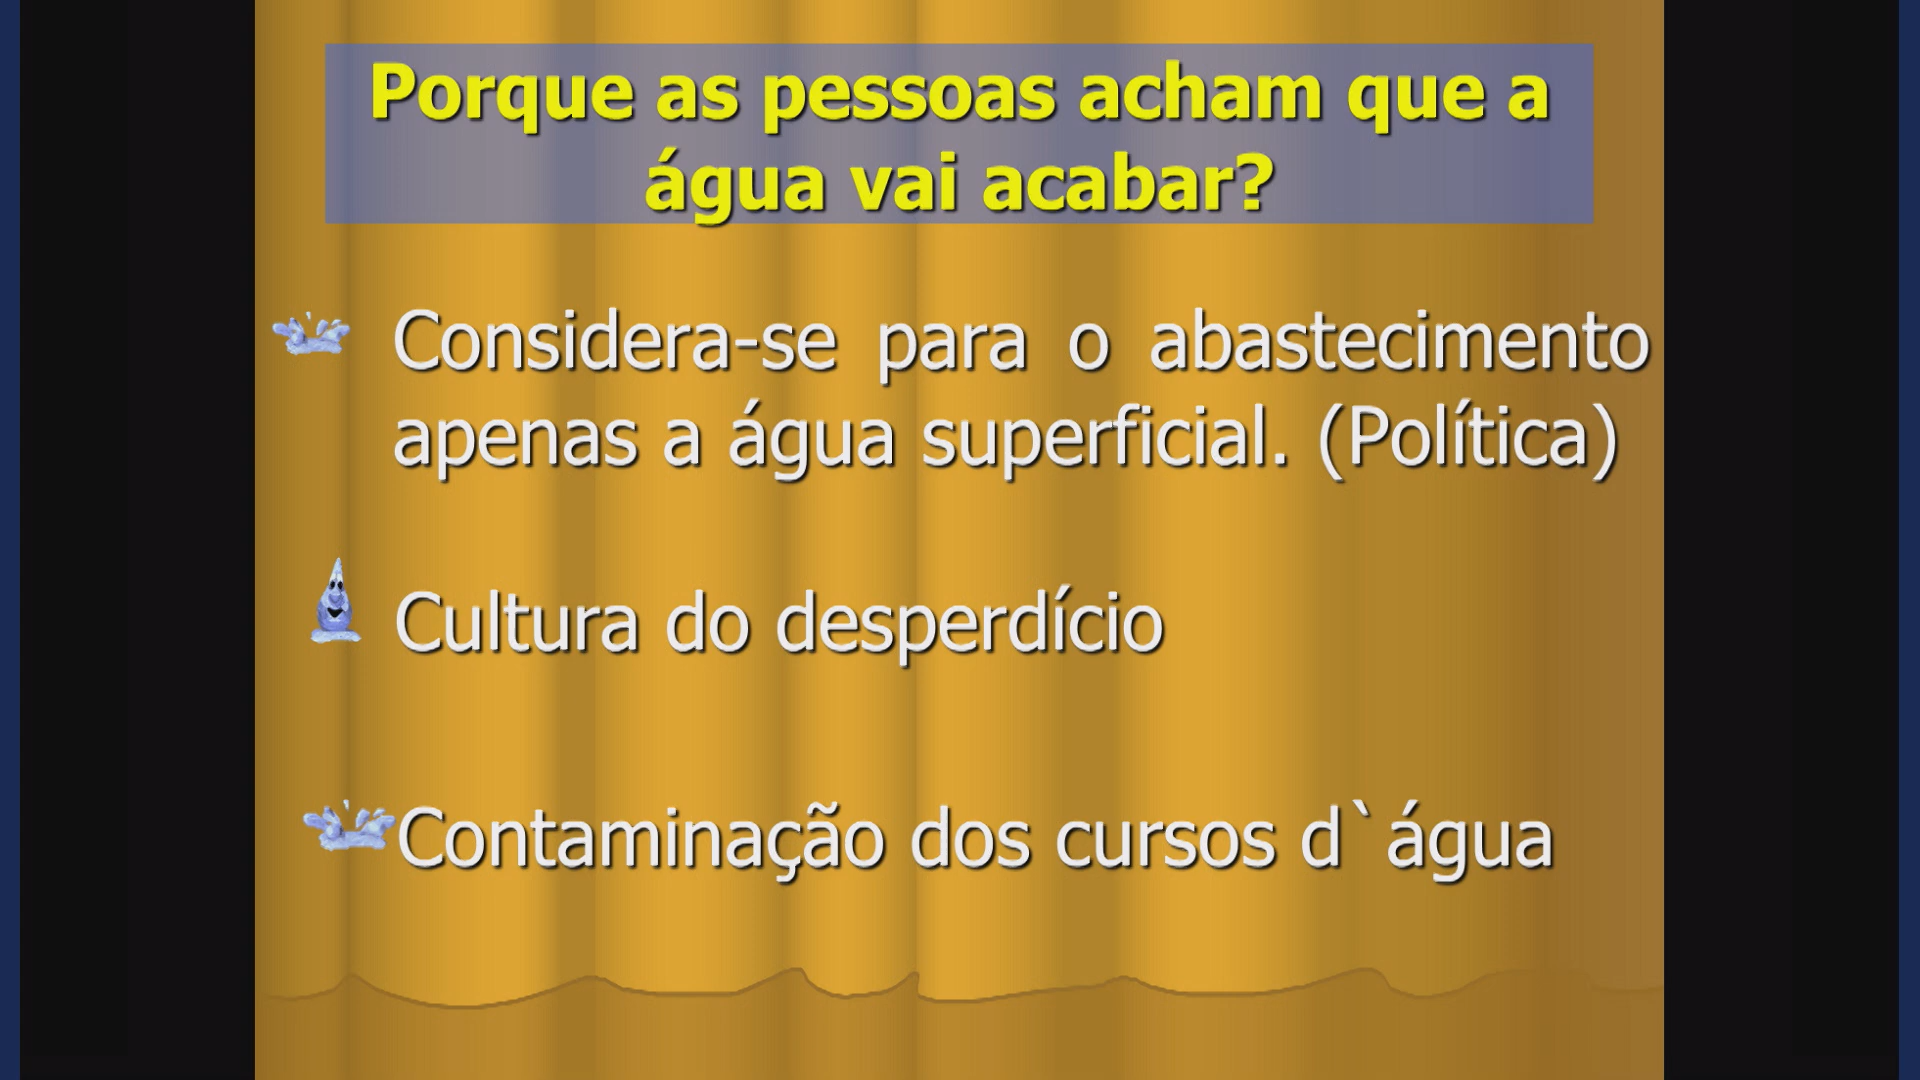 Porque as pessoas acham que a
água vai acabar?
Considera-se para o abastecimento
apenas a água superficial. (Política)
Cultura do desperdício
Contaminação dos cursos d`água